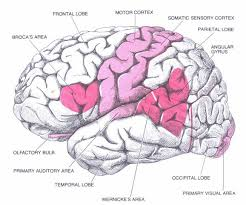 FRONTAL LOBE
MOTOR CORTEX
SOMATIC SENSORY CORTEX
BROCA'S AREA
PARIETAL LOBE
ANGULAR
GYRUS
OLFACTORY BULB
PRIMARY AUDITORY AREA
TEMPORAL LOBE
WERNICKE'S AREA
OCCIPITAL LOBE
PRIMARY VISUAL AREA